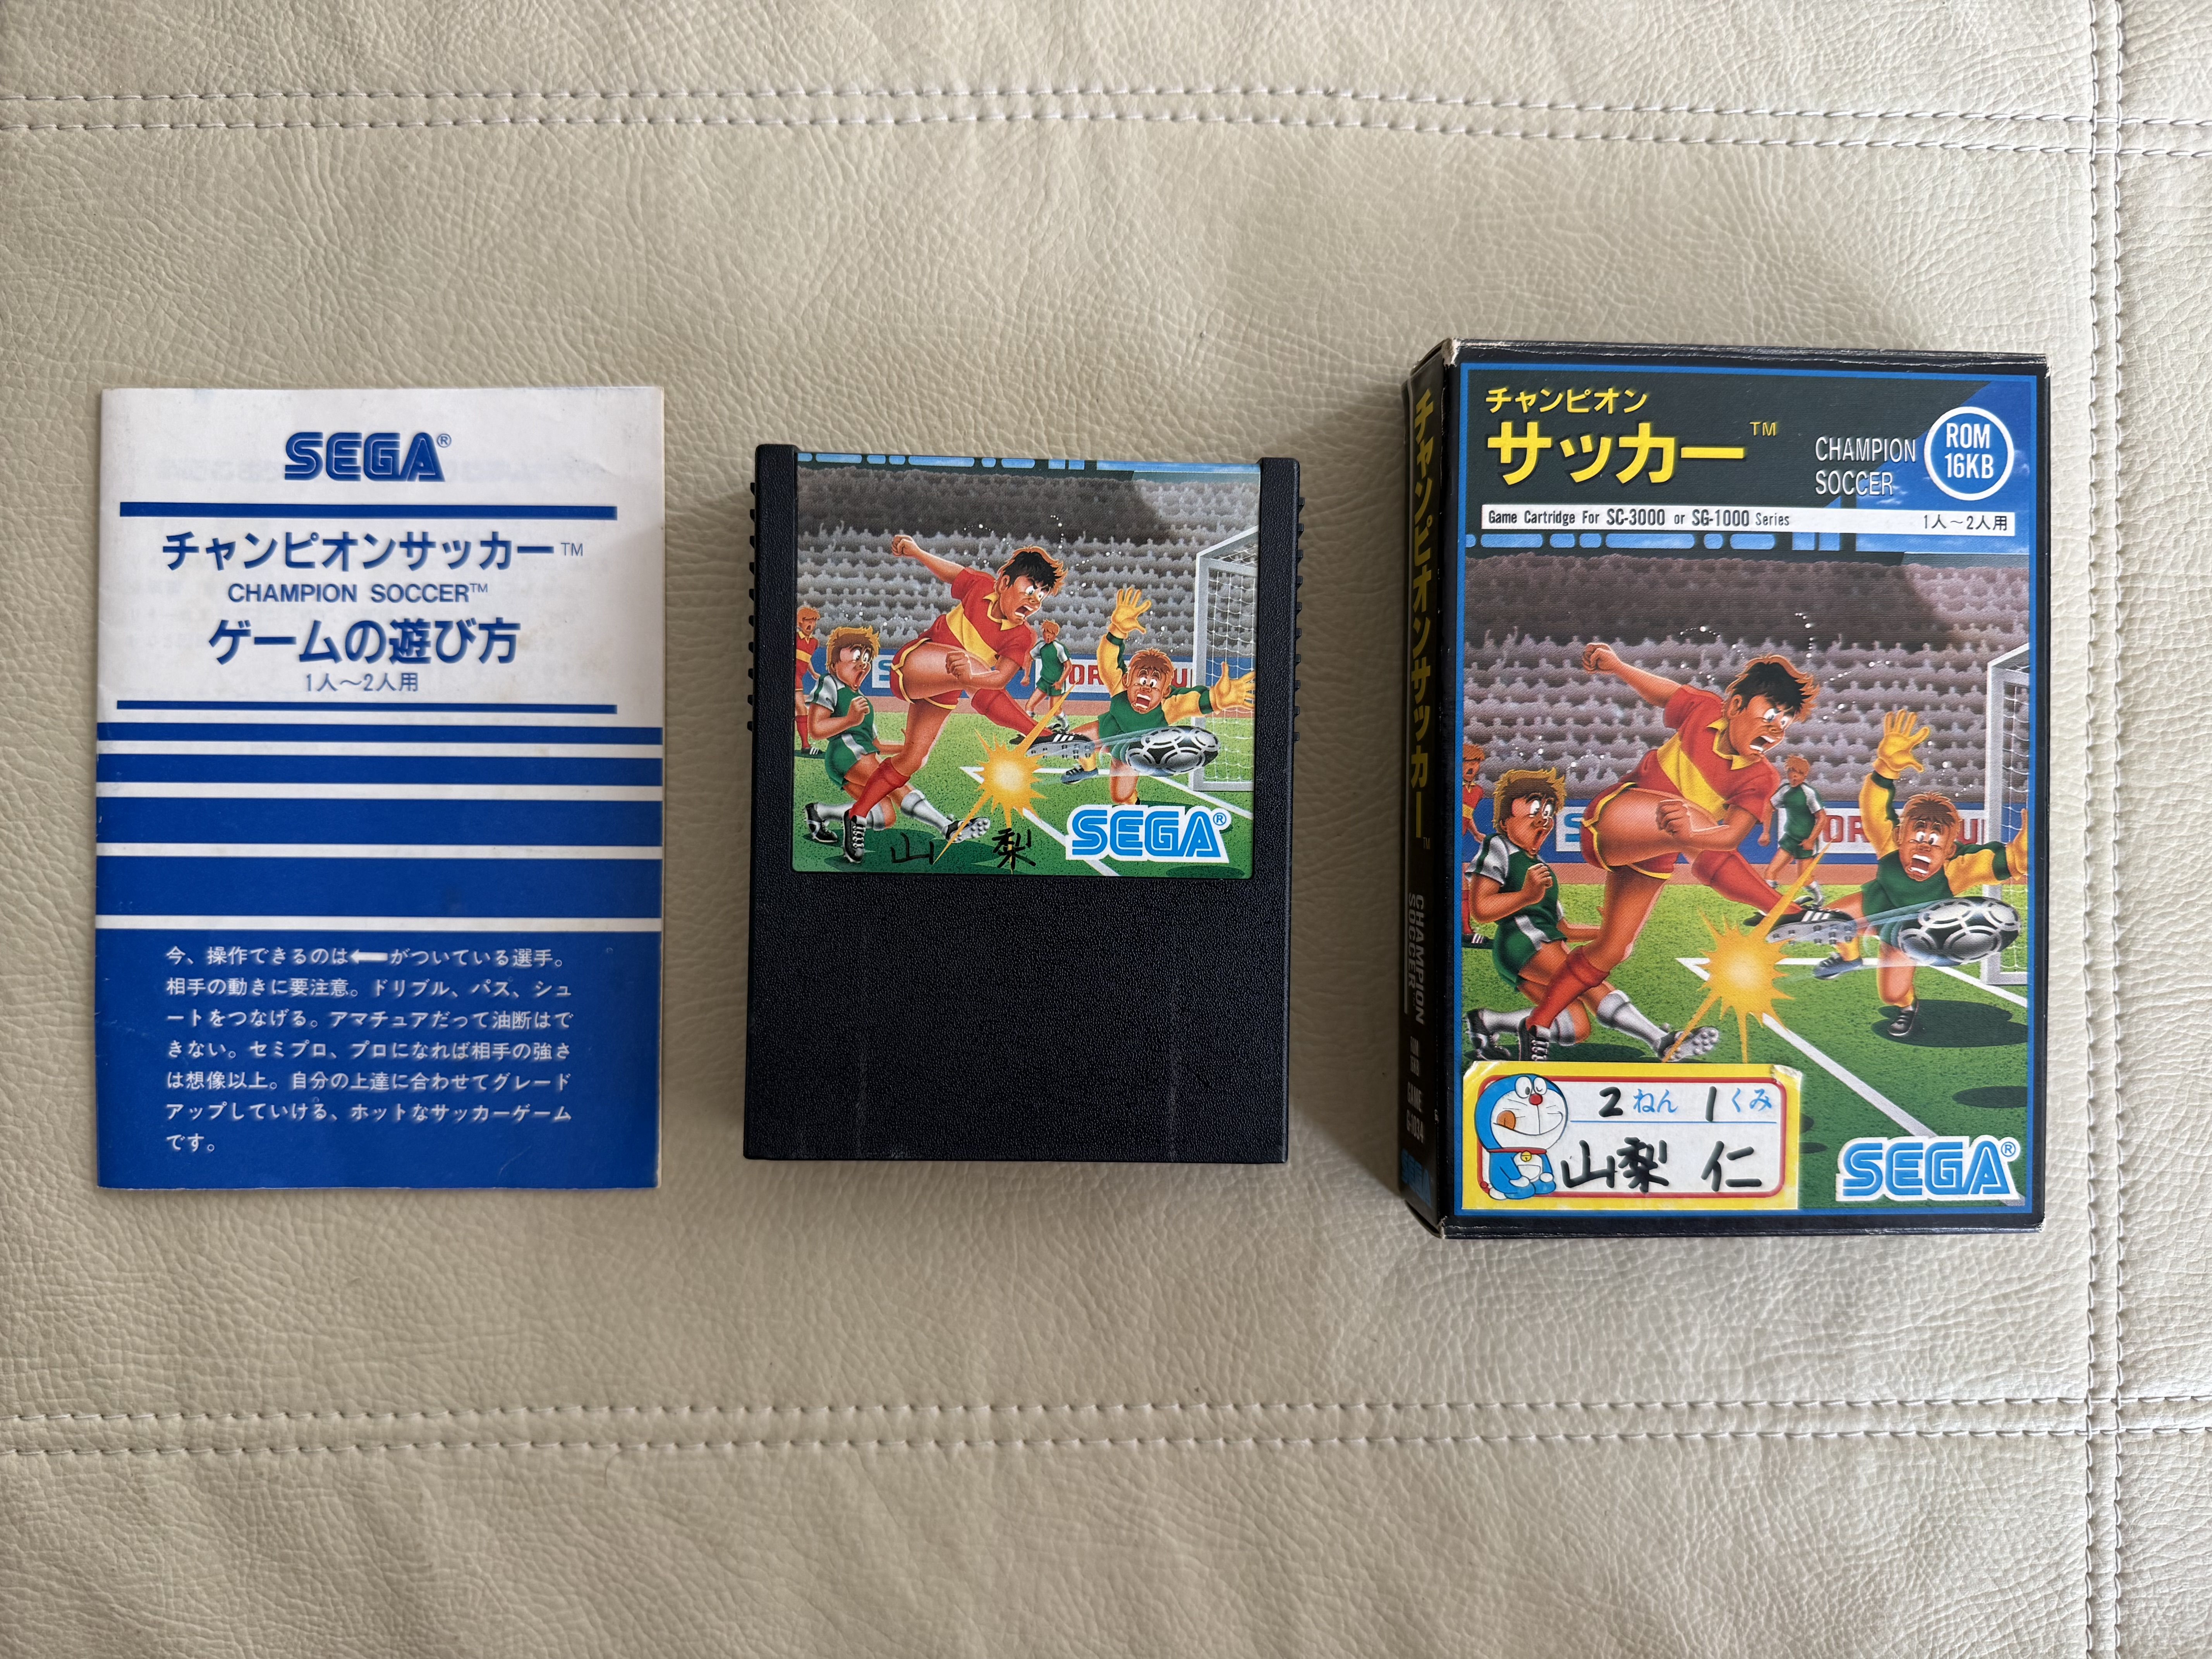 SEGA®
チャンピオンサッカー™
CHAMPION SOCCER™
ゲームの遊び方
1人～2人用
今、操作できるのは←がついている選手。
相手の動きに要注意。ドリブル、パス、シュ
ートをつなげる。アマチュアだって油断はで
きない。セミプロ、プロになれば相手の強さ
は想像以上。自分の上達に合わせてグレード
アップしていける、ホットなサッカーゲーム
です。
山 梨
SEGA®
チャンピオンサッカー™
CHAMPION
SOCCER
GAME
SEGA
チャンピオン
サッカー™
CHAMPION
SOCCER
ROM
16KB
Game Cartridge For SC-3000 or SG-1000 Series
1人～2人用
2ねん 1くみ
山梨 仁
SEGA®